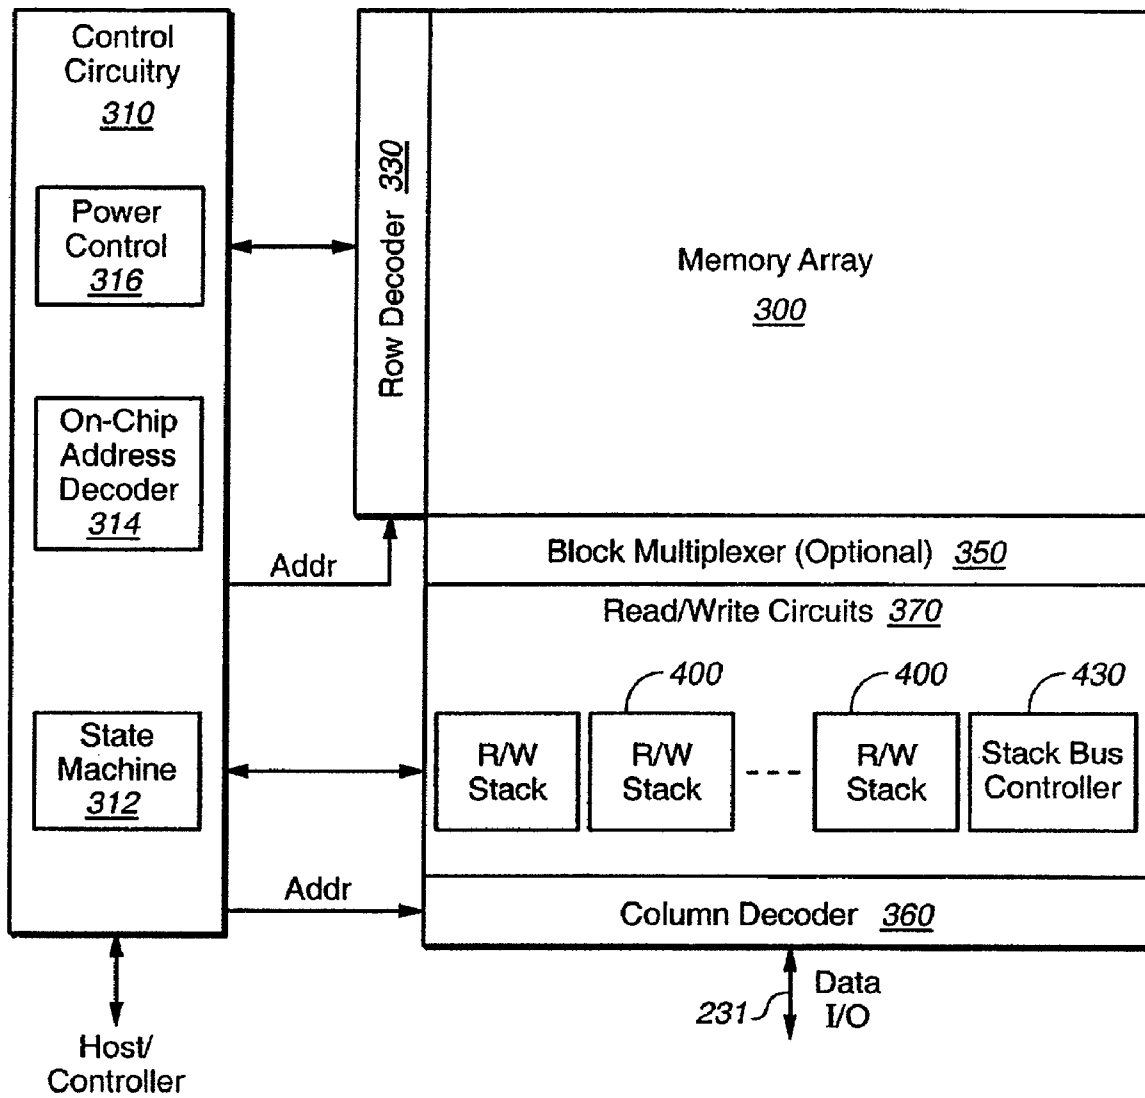 Control
Circuitry
310
Power
Control
316
On-Chip
Address
Decoder
314
State
Machine
312
Host/
Controller
Addr
Addr
Row Decoder 330
Memory Array
300
Block Multiplexer (Optional) 350
Read/Write Circuits 370
400
400
430
R/W
Stack
R/W
Stack
R/W
Stack
Stack Bus
Controller
Column Decoder 360
231
Data
I/O